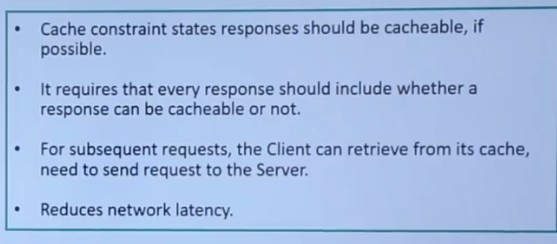 • Cache constraint states responses should be cacheable, if
possible.
• It requires that every response should include whether a
response can be cacheable or not.
• For subsequent requests, the Client can retrieve from its cache,
need to send request to the Server.
• Reduces network latency.